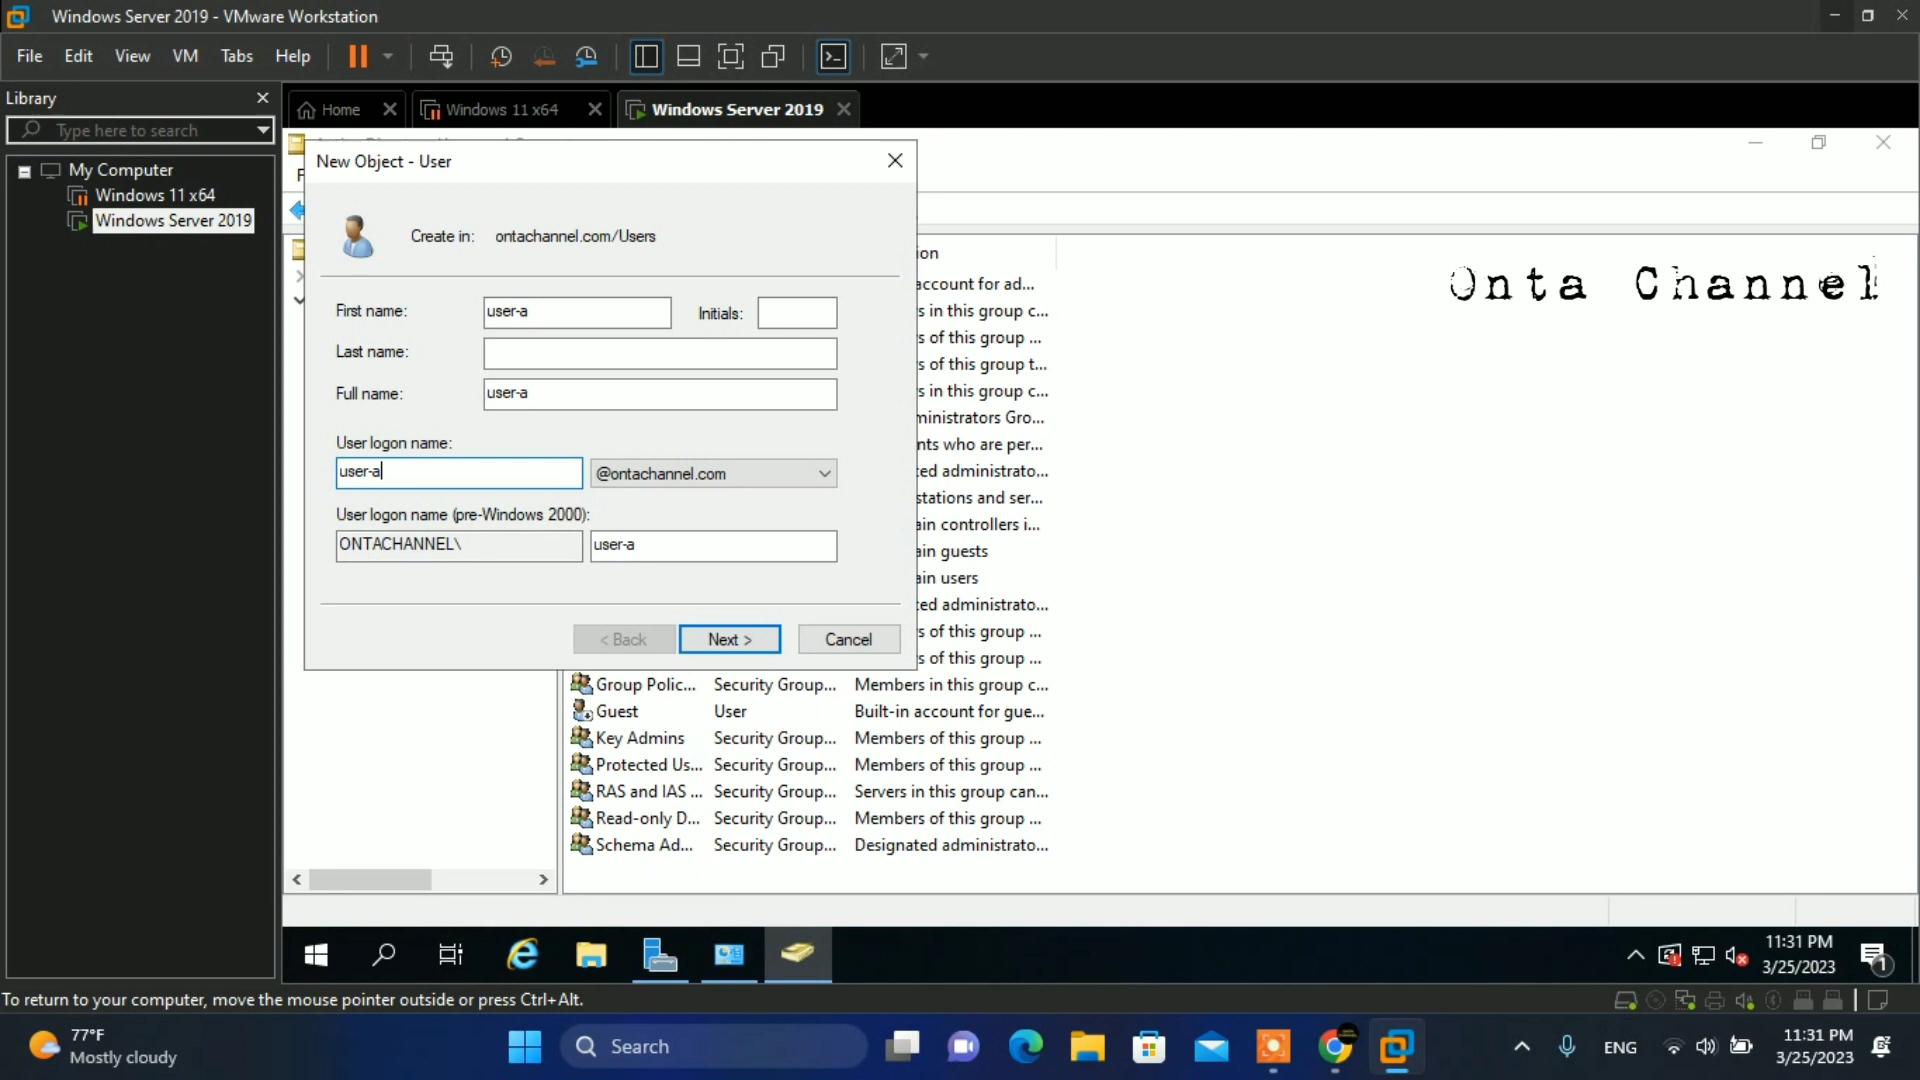 Windows Server 2019 - VMware Workstation
File Edit View VM Tabs Help
Library
Type here to search
My Computer
Windows 11 x64
Windows Server 2019
Home
Windows 11 x64
Windows Server 2019
New Object - User
Create in: ontachannel.com/Users
First name: user-a Initials:
Last name:
Full name: user-a
User logon name:
user-a @ontachannel.com
User logon name (pre-Windows 2000):
ONTACHANNEL\ user-a
< Back Next > Cancel
Onta Channel
ion
account for ad...
s in this group c...
s of this group ...
s of this group t...
s in this group c...
ministrators Gro...
nts who are per...
ted administrato...
stations and ser...
ain controllers i...
ain guests
ain users
ted administrato...
s of this group ...
s of this group ...
Group Polic... Security Group... Members in this group c...
Guest User Built-in account for gue...
Key Admins Security Group... Members of this group ...
Protected Us... Security Group... Members of this group ...
RAS and IAS ... Security Group... Servers in this group can...
Read-only D... Security Group... Members of this group ...
Schema Ad... Security Group... Designated administrato...
11:31 PM
3/25/2023
1
To return to your computer, move the mouse pointer outside or press Ctrl+Alt.
77°F
Mostly cloudy
Search
ENG
11:31 PM
3/25/2023